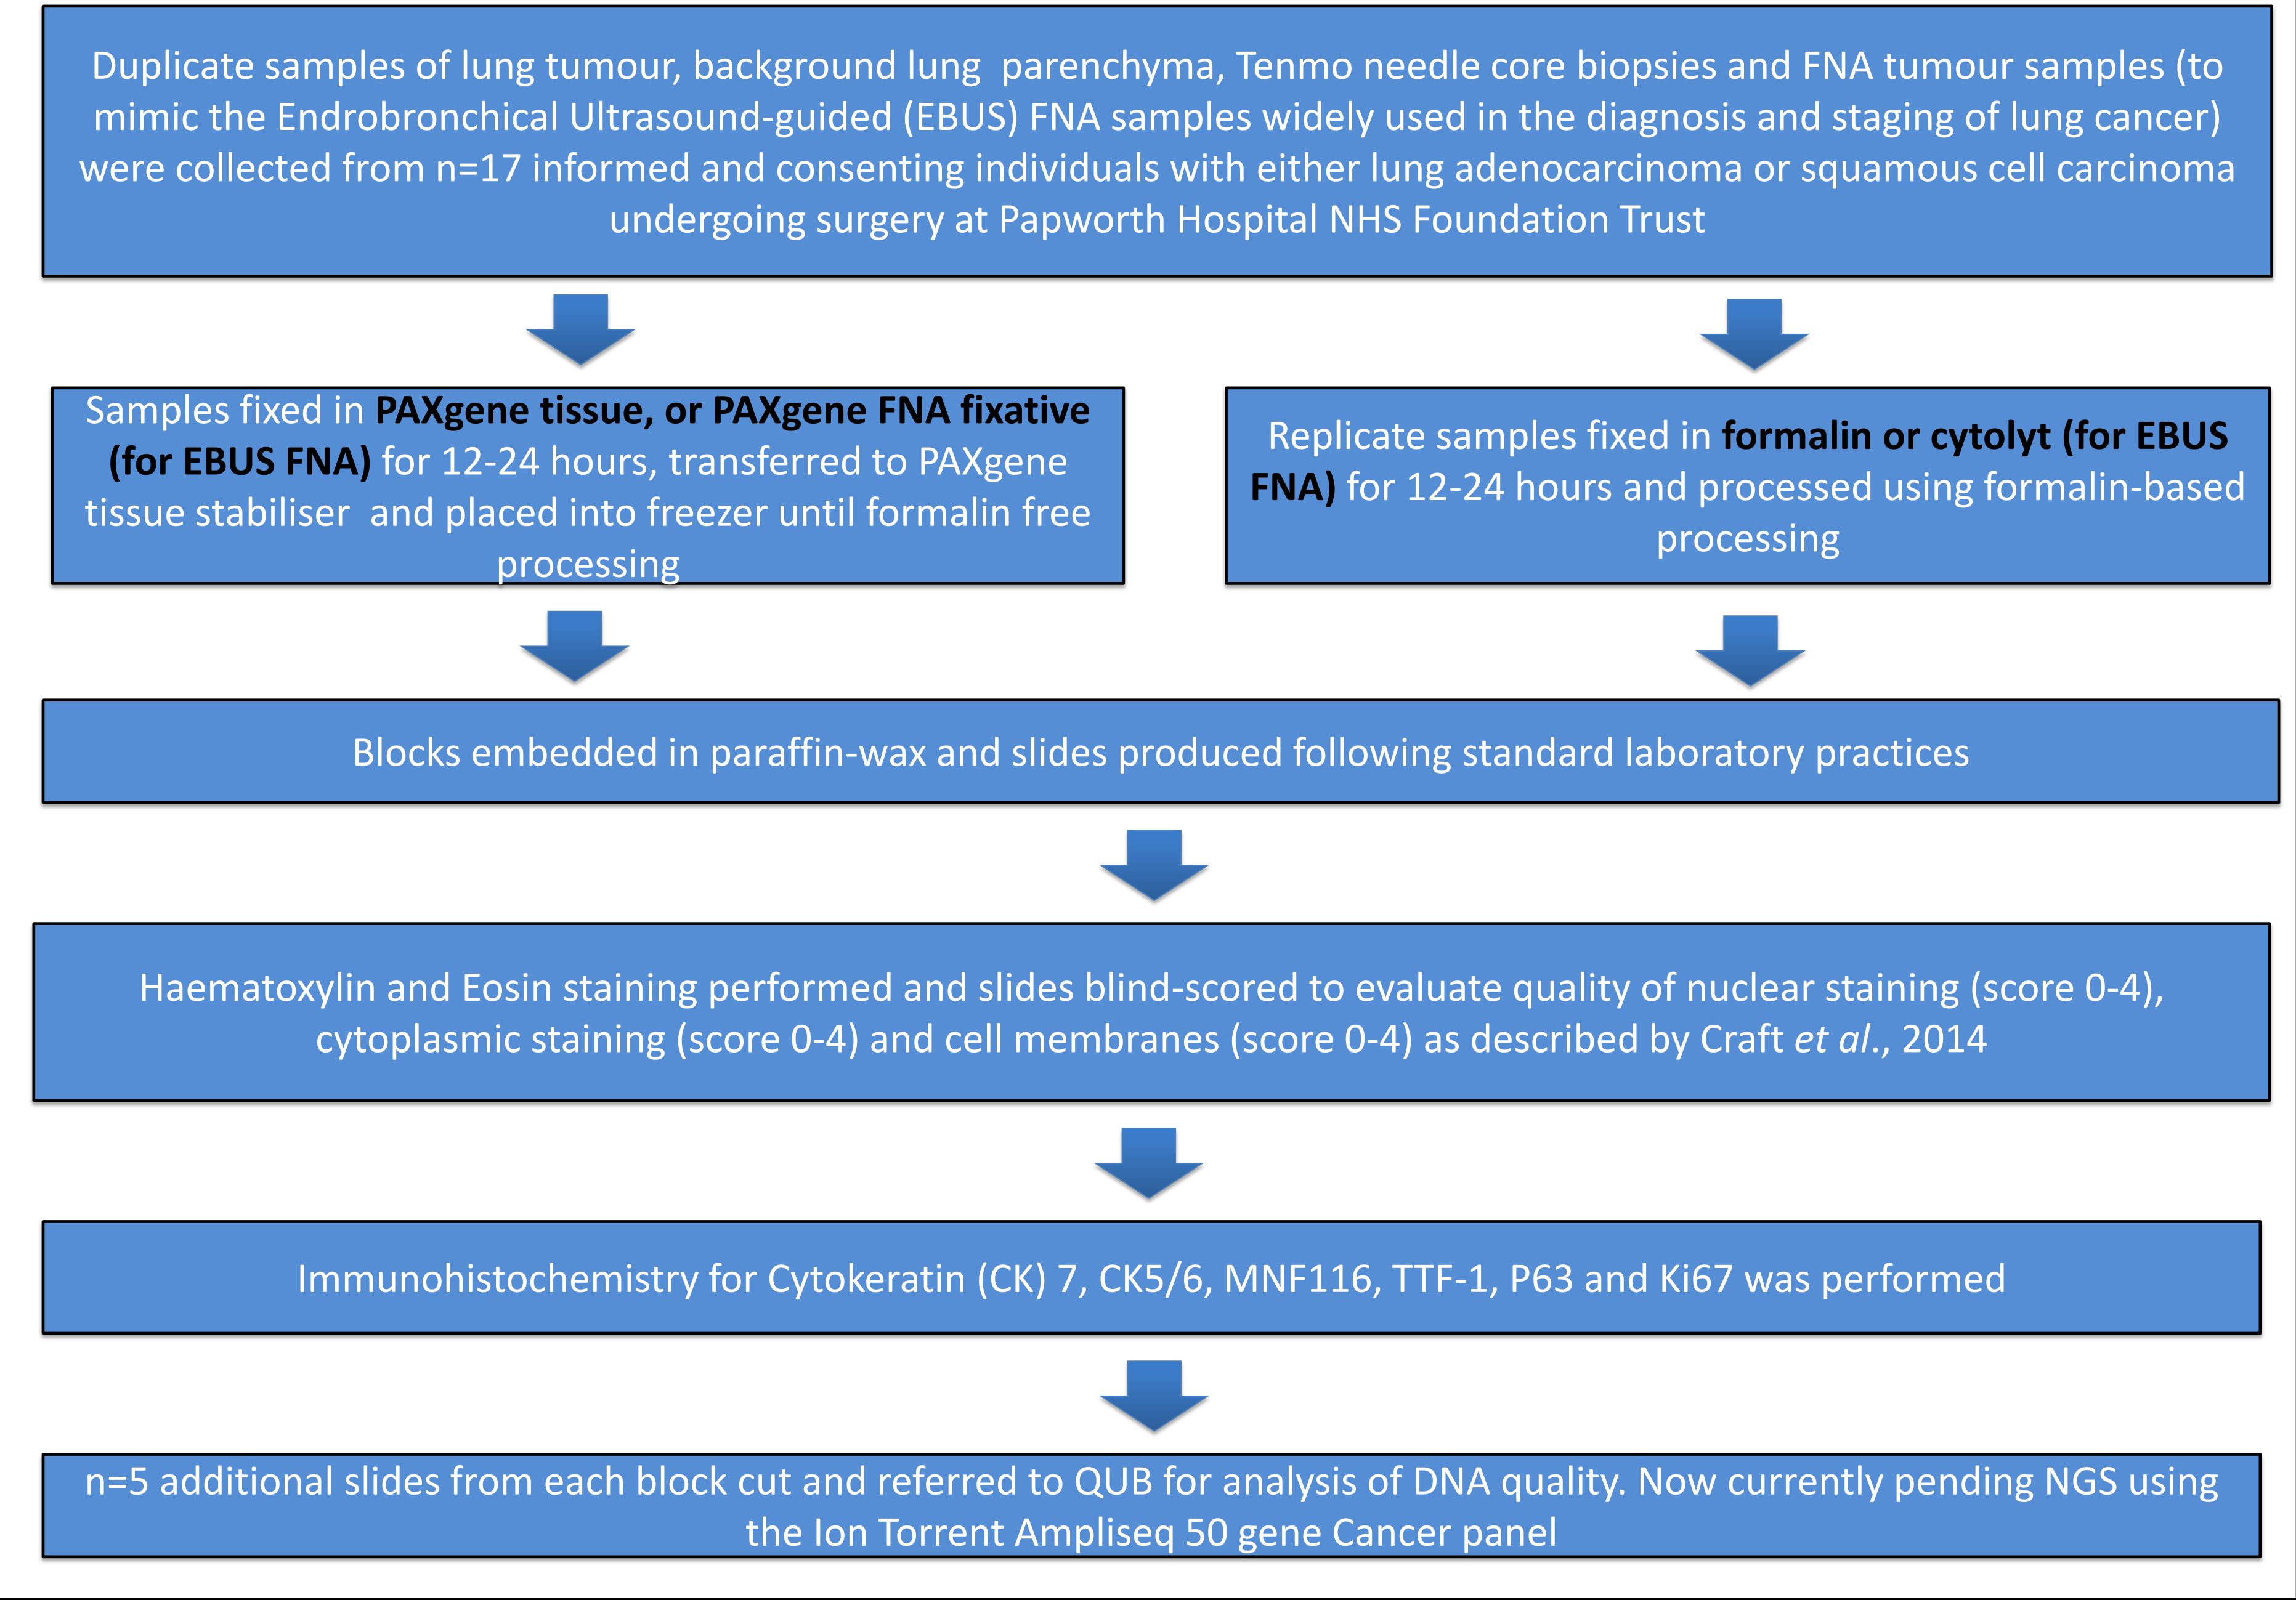 Duplicate samples of lung tumour, background lung parenchyma, Tenmo needle core biopsies and FNA tumour samples (to
mimic the Endrobronchical Ultrasound-guided (EBUS) FNA samples widely used in the diagnosis and staging of lung cancer)
were collected from n=17 informed and consenting individuals with either lung adenocarcinoma or squamous cell carcinoma
undergoing surgery at Papworth Hospital NHS Foundation Trust
Samples fixed in PAXgene tissue, or PAXgene FNA fixative
(for EBUS FNA) for 12-24 hours, transferred to PAXgene
tissue stabiliser and placed into freezer until formalin free
processing
Replicate samples fixed in formalin or cytolyt (for EBUS
FNA) for 12-24 hours and processed using formalin-based
processing
Blocks embedded in paraffin-wax and slides produced following standard laboratory practices
Haematoxylin and Eosin staining performed and slides blind-scored to evaluate quality of nuclear staining (score 0-4),
cytoplasmic staining (score 0-4) and cell membranes (score 0-4) as described by Craft et al., 2014
Immunohistochemistry for Cytokeratin (CK) 7, CK5/6, MNF116, TTF-1, P63 and Ki67 was performed
n=5 additional slides from each block cut and referred to QUB for analysis of DNA quality. Now currently pending NGS using
the Ion Torrent Ampliseq 50 gene Cancer panel